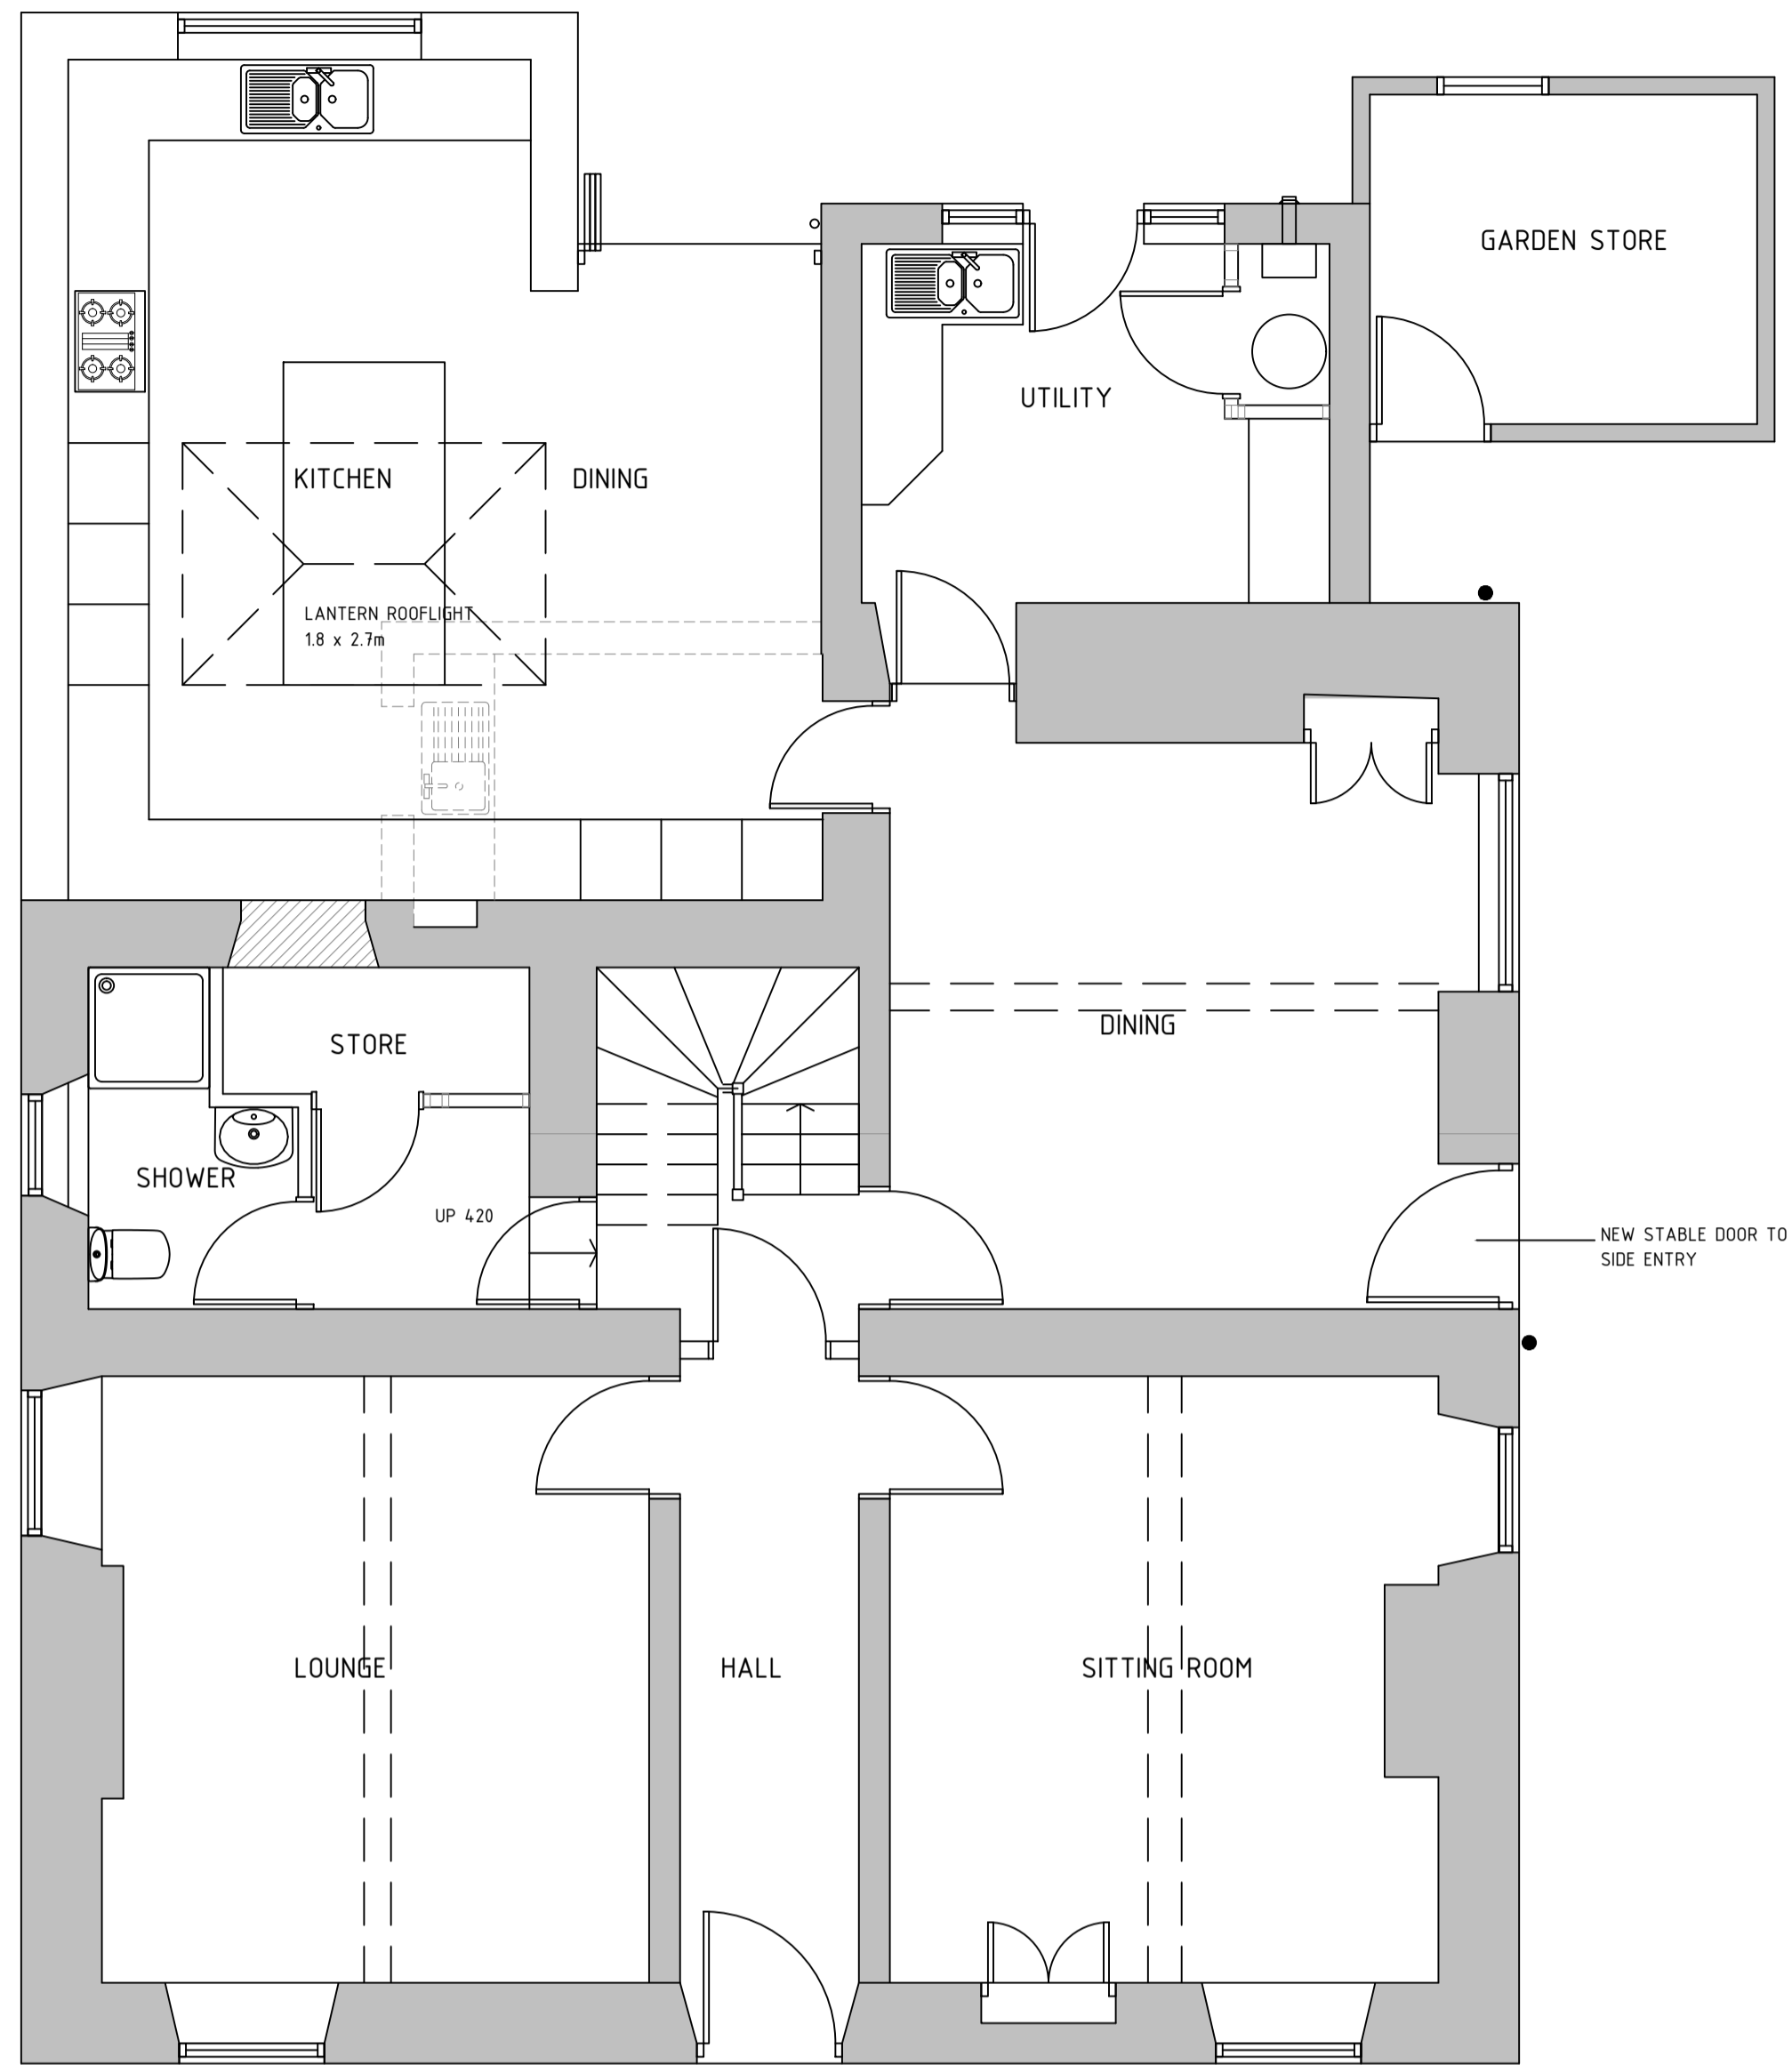 GARDEN STORE
UTILITY
KITCHEN
DINING
LANTERN ROOFLIGHT
1.8 x 2.7m
DINING
STORE
SHOWER
UP 420
NEW STABLE DOOR TO
SIDE ENTRY
LOUNGE
HALL
SITTING ROOM